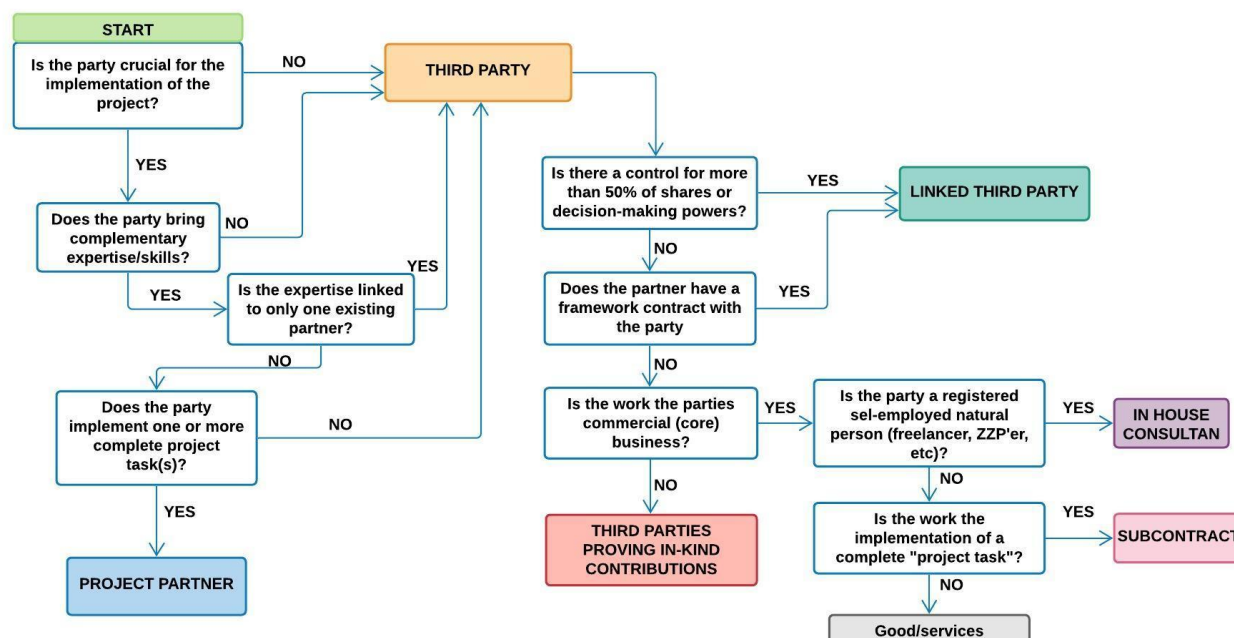 START
Is the party crucial for the
implementation of the
project?
NO
THIRD PARTY
YES
Does the party bring
complementary
expertise/skills?
NO
YES
Is the expertise linked
to only one existing
partner?
YES
NO
Does the party
implement one or more
complete project
task(s)?
NO
YES
PROJECT PARTNER
Is there a control for more
than 50% of shares or
decision-making powers?
YES
LINKED THIRD PARTY
NO
Does the partner have a
framework contract with
the party
YES
NO
Is the work the parties
commercial (core)
business?
YES
NO
THIRD PARTIES
PROVING IN-KIND
CONTRIBUTIONS
Is the party a registered
sel-employed natural
person (freelancer, ZZP'er,
etc)?
YES
IN HOUSE
CONSULTAN
NO
Is the work the
implementation of a
complete "project task"?
YES
SUBCONTRACT
NO
Good/services